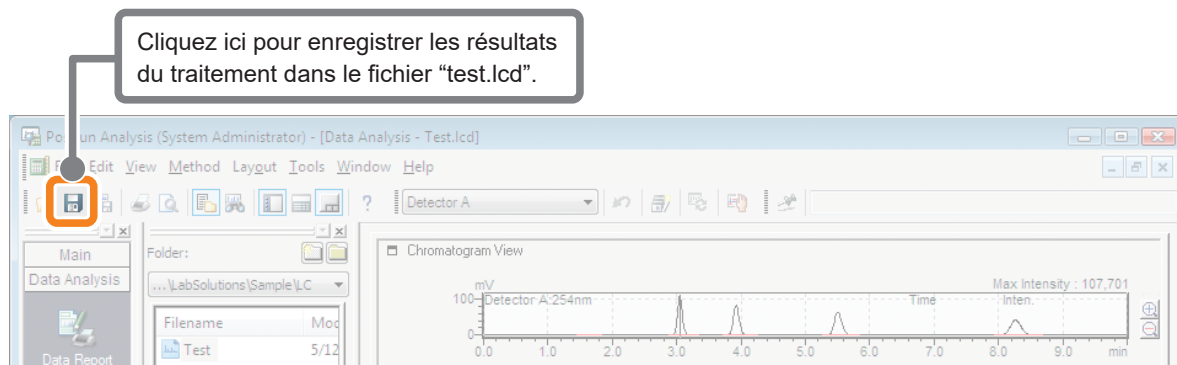 Cliquez ici pour enregistrer les résultats
du traitement dans le fichier “test.lcd”.
Analysis (System Administrator) - [Data Analysis - Test.lcd]
Edit View Method Layout Tools Window Help
? Detector A
Main
Data Analysis
Data Report
Folder:
...\LabSolutions\Sample\LC
Filename Mod
Test 5/12
Chromatogram View
mV
Max Intensity : 107,701
100 Detector A:254nm Time Inten.
0
0.0 1.0 2.0 3.0 4.0 5.0 6.0 7.0 8.0 9.0 min